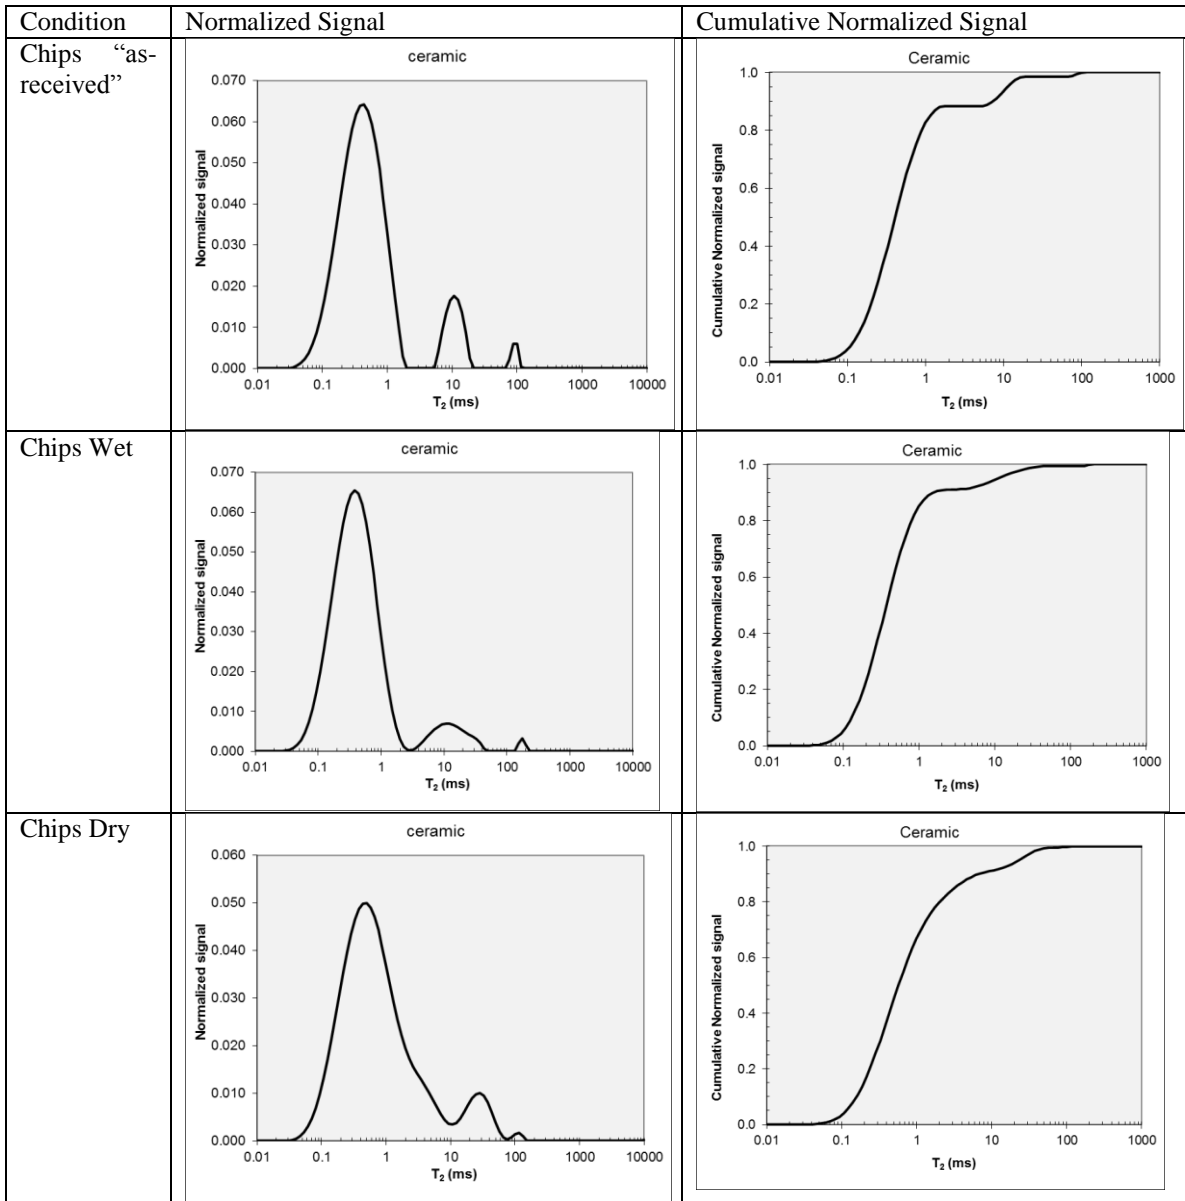 Condition Normalized Signal Cumulative Normalized Signal
Chips “as-
received”
ceramic
0.070
0.060
0.050
0.040
0.030
0.020
0.010
0.000
Normalized signal
0.01 0.1 1 10 100 1000 10000
T2 (ms)
Ceramic
1.0
0.8
0.6
0.4
0.2
0.0
Cumulative Normalized signal
0.01 0.1 1 10 100 1000
T2 (ms)
Chips Wet
ceramic
0.070
0.060
0.050
0.040
0.030
0.020
0.010
0.000
Normalized signal
0.01 0.1 1 10 100 1000 10000
T2 (ms)
Ceramic
1.0
0.8
0.6
0.4
0.2
0.0
Cumulative Normalized signal
0.01 0.1 1 10 100 1000
T2 (ms)
Chips Dry
ceramic
0.060
0.050
0.040
0.030
0.020
0.010
0.000
Normalized signal
0.01 0.1 1 10 100 1000 10000
T2 (ms)
Ceramic
1.0
0.8
0.6
0.4
0.2
0.0
Cumulative Normalized signal
0.01 0.1 1 10 100 1000
T2 (ms)